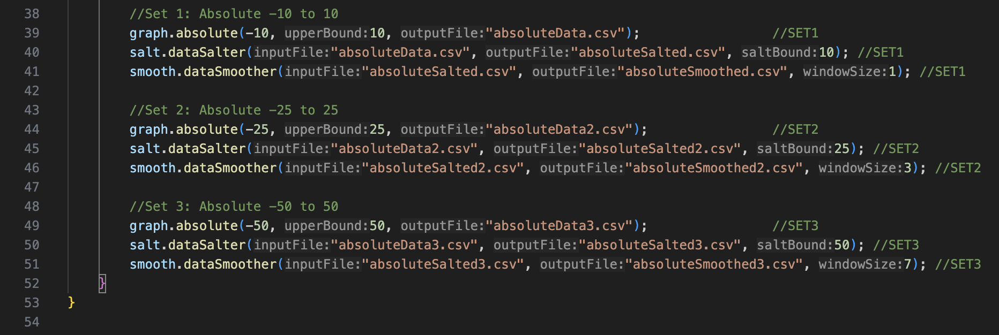 38 //Set 1: Absolute -10 to 10
39 graph.absolute(-10, upperBound:10, outputFile:"absoluteData.csv"); //SET1
40 salt.dataSalter(inputFile:"absoluteData.csv", outputFile:"absoluteSalted.csv", saltBound:10); //SET1
41 smooth.dataSmoother(inputFile:"absoluteSalted.csv", outputFile:"absoluteSmoothed.csv", windowSize:1); //SET1
42
43 //Set 2: Absolute -25 to 25
44 graph.absolute(-25, upperBound:25, outputFile:"absoluteData2.csv"); //SET2
45 salt.dataSalter(inputFile:"absoluteData2.csv", outputFile:"absoluteSalted2.csv", saltBound:25); //SET2
46 smooth.dataSmoother(inputFile:"absoluteSalted2.csv", outputFile:"absoluteSmoothed2.csv", windowSize:3); //SET2
47
48 //Set 3: Absolute -50 to 50
49 graph.absolute(-50, upperBound:50, outputFile:"absoluteData3.csv"); //SET3
50 salt.dataSalter(inputFile:"absoluteData3.csv", outputFile:"absoluteSalted3.csv", saltBound:50); //SET3
51 smooth.dataSmoother(inputFile:"absoluteSalted3.csv", outputFile:"absoluteSmoothed3.csv", windowSize:7); //SET3
52 }
53 }
54